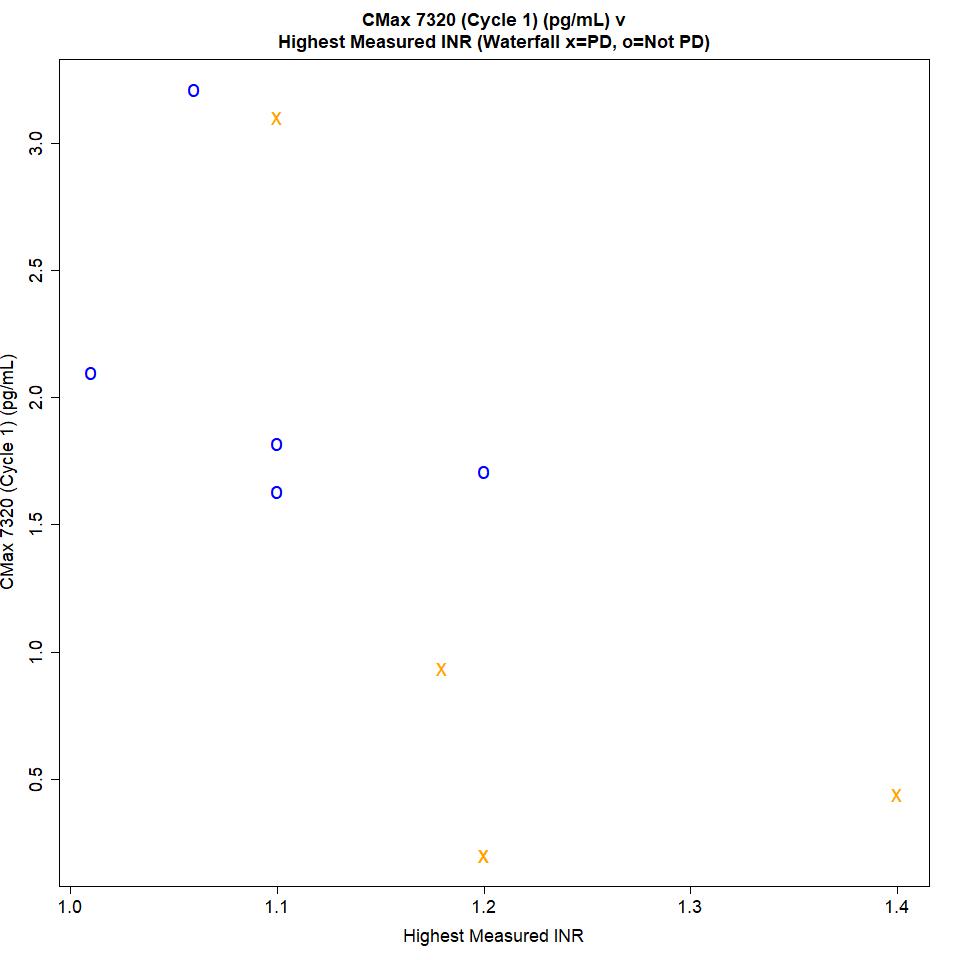 CMax 7320 (Cycle 1) (pg/mL) v
Highest Measured INR (Waterfall x=PD, o=Not PD)
CMax 7320 (Cycle 1) (pg/mL)
3.0
2.5
2.0
1.5
1.0
0.5
o
x
o
o
o
o
x
x
x
1.0 1.1 1.2 1.3 1.4
Highest Measured INR